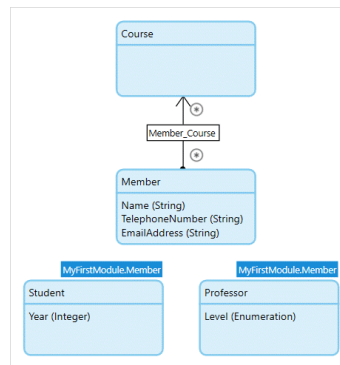 Course
Member_Course
Member
Name (String)
TelephoneNumber (String)
EmailAddress (String)
MyFirstModule.Member
Student
Year (Integer)
MyFirstModule.Member
Professor
Level (Enumeration)